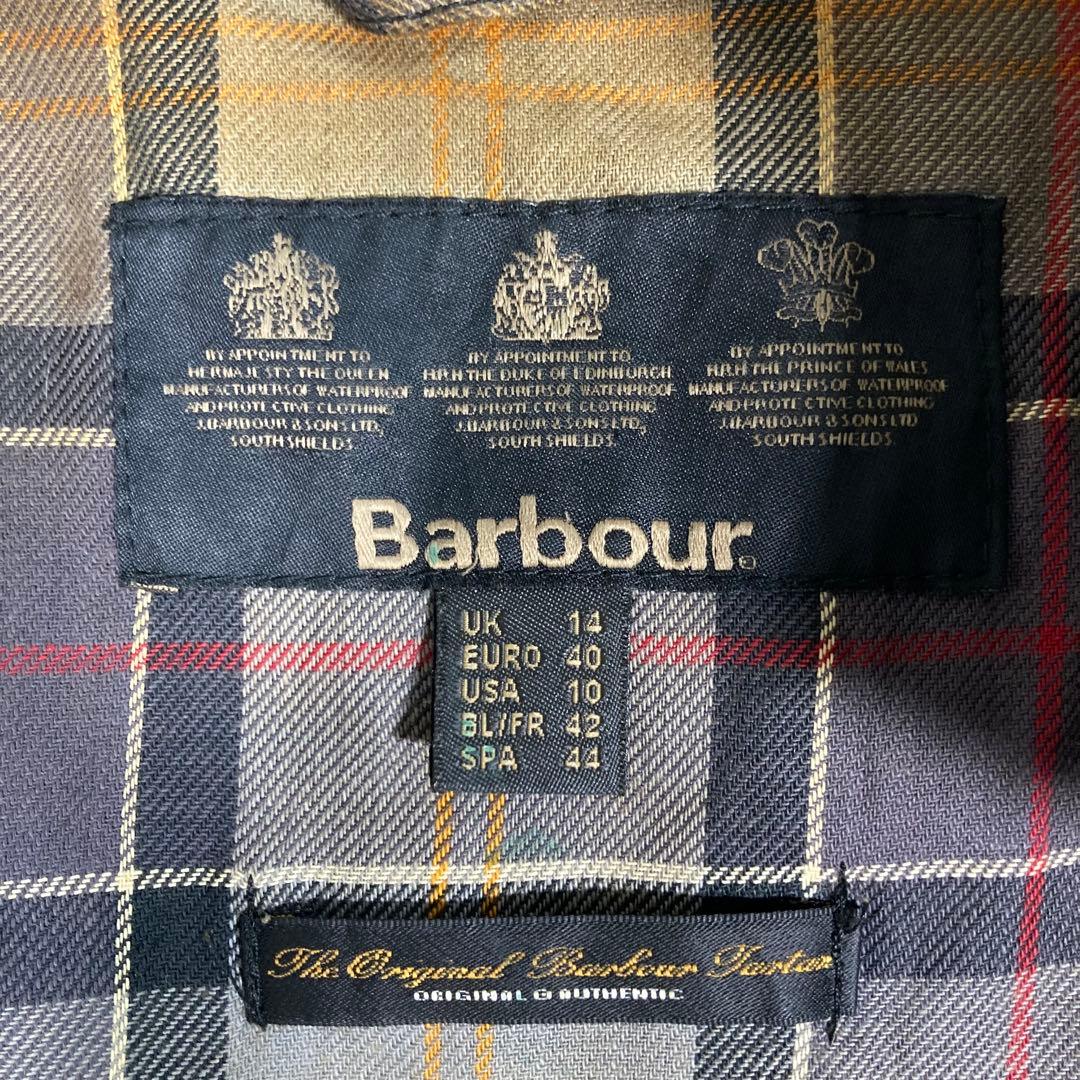 BY APPOINTMENT TO
HER MAJESTY THE QUEEN
MANUFACTURERS OF WATERPROOF
AND PROTECTIVE CLOTHING
J.BARBOUR & SONS LTD,
SOUTH SHIELDS.
BY APPOINTMENT TO
H.R.H THE DUKE OF EDINBURGH
MANUFACTURERS OF WATERPROOF
AND PROTECTIVE CLOTHING
J.BARBOUR & SONS LTD,
SOUTH SHIELDS.
BY APPOINTMENT TO
H.R.H THE PRINCE OF WALES
MANUFACTURERS OF WATERPROOF
AND PROTECTIVE CLOTHING
J.BARBOUR & SONS LTD
SOUTH SHIELDS.
Barbour.
UK 14
EURO 40
USA 10
BL/FR 42
SPA 44
The Original Barbour Tartan
ORIGINAL & AUTHENTIC